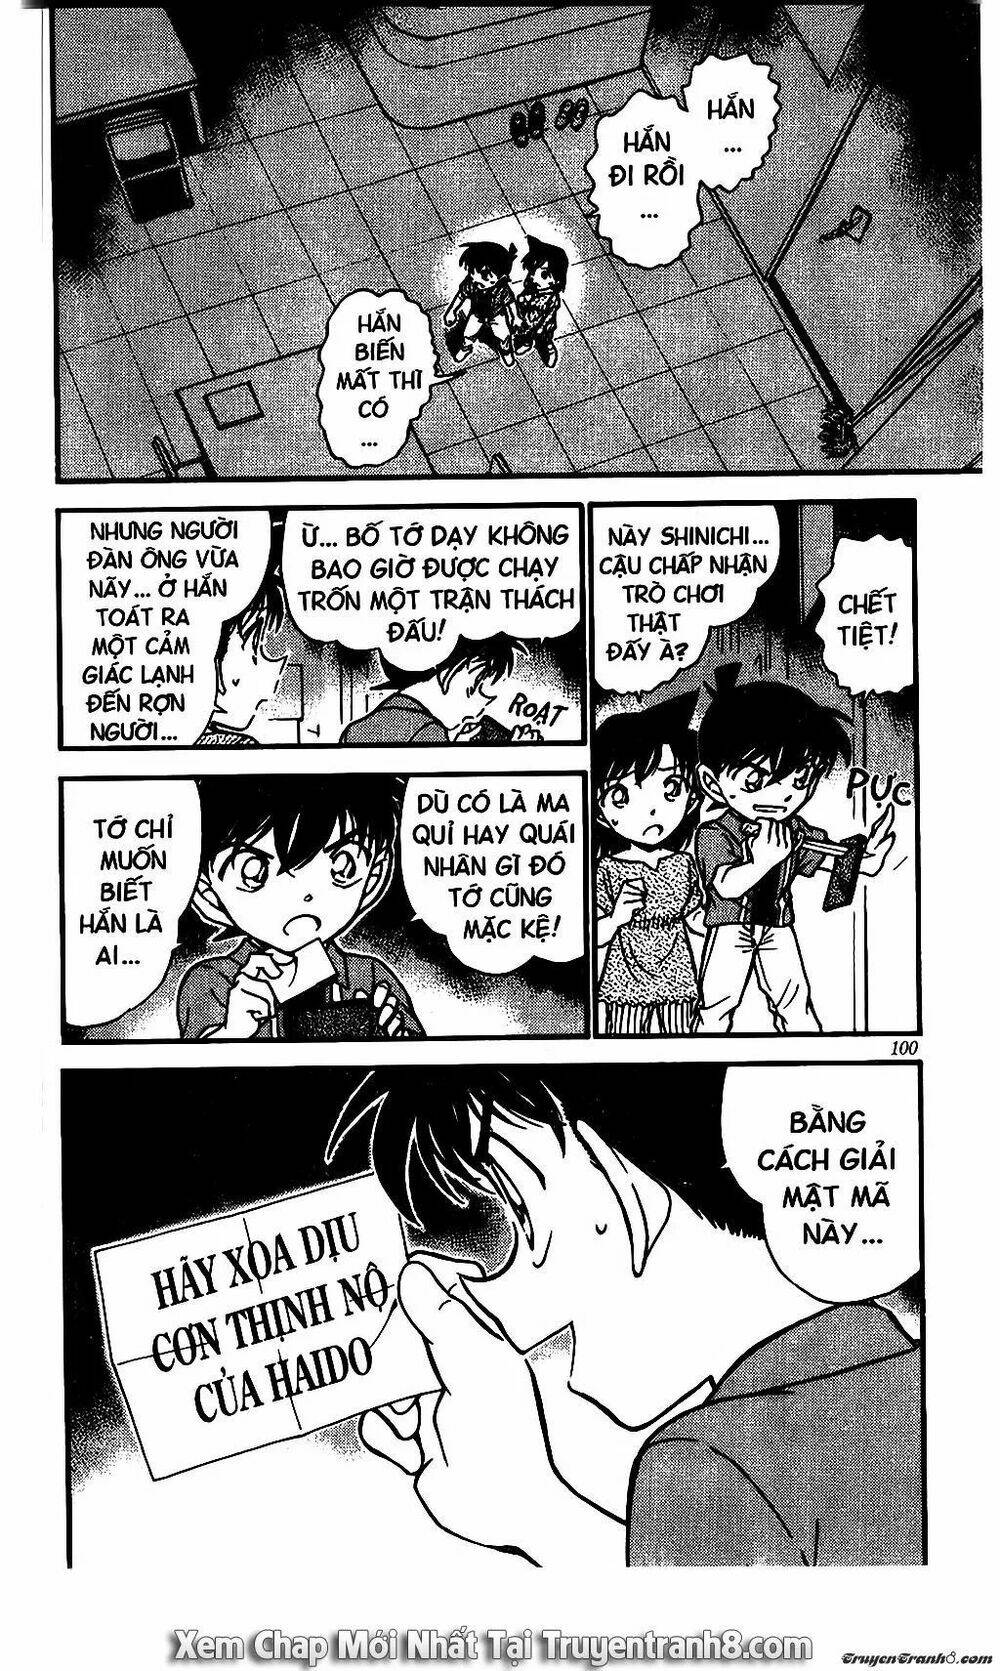 HẮN
...
HẮN
ĐI RỒI
...
HẮN
BIẾN
MẤT THÌ
CÓ
...
CHẾT
TIỆT!
NÀY SHINICHI...
CẬU CHẤP NHẬN
TRÒ CHƠI
THẬT
ĐẤY À?
PỰC
Ừ... BỐ TỚ DẠY KHÔNG
BAO GIỜ ĐƯỢC CHẠY
TRỐN MỘT TRẬN THÁCH
ĐẤU!
ROẠT
NHƯNG NGƯỜI
ĐÀN ÔNG VỪA
NÃY... Ở HẮN
TOÁT RA
MỘT CẢM
GIÁC LẠNH
ĐẾN RỢN
NGƯỜI...
DÙ CÓ LÀ MA
QUỈ HAY QUÁI
NHÂN GÌ ĐÓ
TỚ CŨNG
MẶC KỆ!
TỚ CHỈ
MUỐN
BIẾT
HẮN LÀ
AI...
100
BẰNG
CÁCH GIẢI
MẬT MÃ
NÀY...
HÃY XOA DỊU
CƠN THỊNH NỘ
CỦA HAIDO
Xem Chap Mới Nhất Tại Truyentranh8.com
TruyenTranh8.com